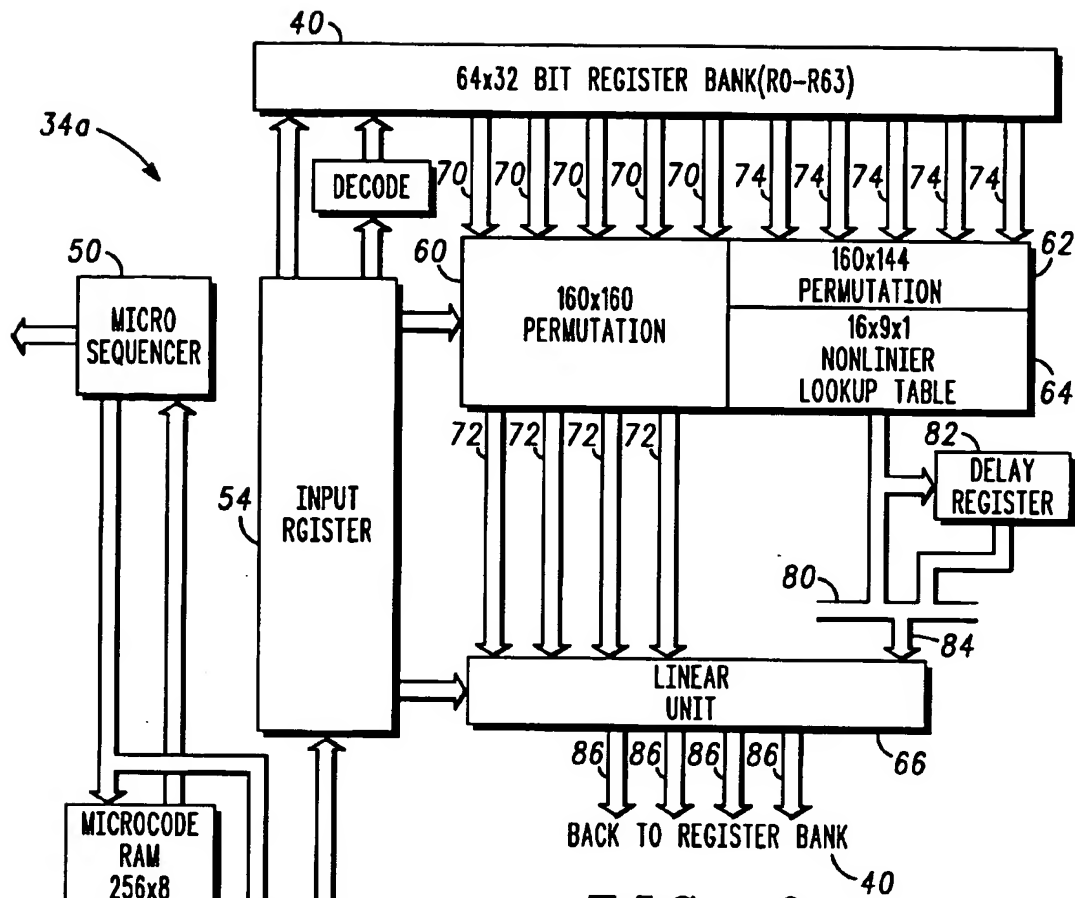 40
64x32 BIT REGISTER BANK(R0-R63)
34a
DECODE
70 70 70 70 70 74 74 74 74 74
50
60
62
MICRO
SEQUENCER
160x160
PERMUTATION
160x144
PERMUTATION
16x9x1
NONLINIER
LOOKUP TABLE
64
72 72 72 72
82
DELAY
REGISTER
54
INPUT
RGISTER
80
84
LINEAR
UNIT
66
86 86 86 86
BACK TO REGISTER BANK
40
MICROCODE
RAM
256x8